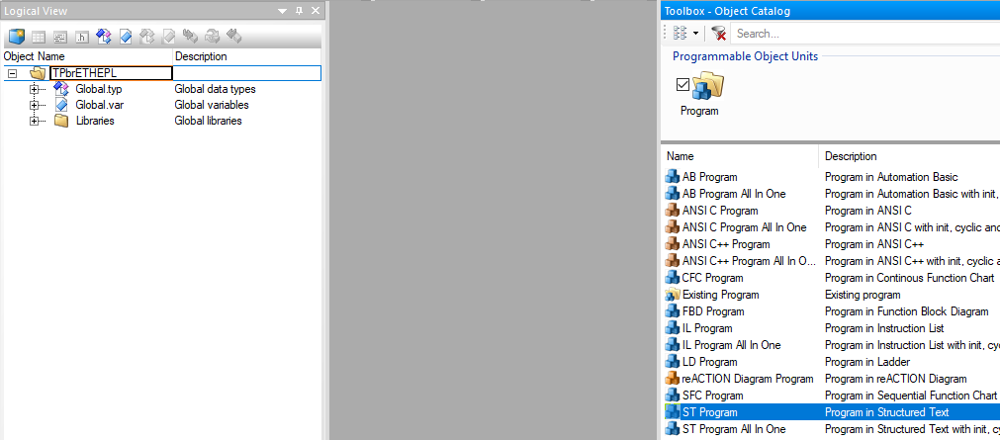 Logical View
Object Name Description
TPbrETHEPL
Global.typ Global data types
Global.var Global variables
Libraries Global libraries
Toolbox - Object Catalog
Search...
Programmable Object Units
Program
Name Description
AB Program Program in Automation Basic
AB Program All In One Program in Automation Basic with init,
ANSI C Program Program in ANSI C
ANSI C Program All In One Program in ANSI C with init, cyclic and
ANSI C++ Program Program in ANSI C++
ANSI C++ Program All In O... Program in ANSI C++ with init, cyclic a
CFC Program Program in Continous Function Chart
Existing Program Existing program
FBD Program Program in Function Block Diagram
IL Program Program in Instruction List
IL Program All In One Program in Instruction List with init, cy
LD Program Program in Ladder
reACTION Diagram Program Program in reACTION Diagram
SFC Program Program in Sequential Function Chart
ST Program Program in Structured Text
ST Program All In One Program in Structured Text with init, c